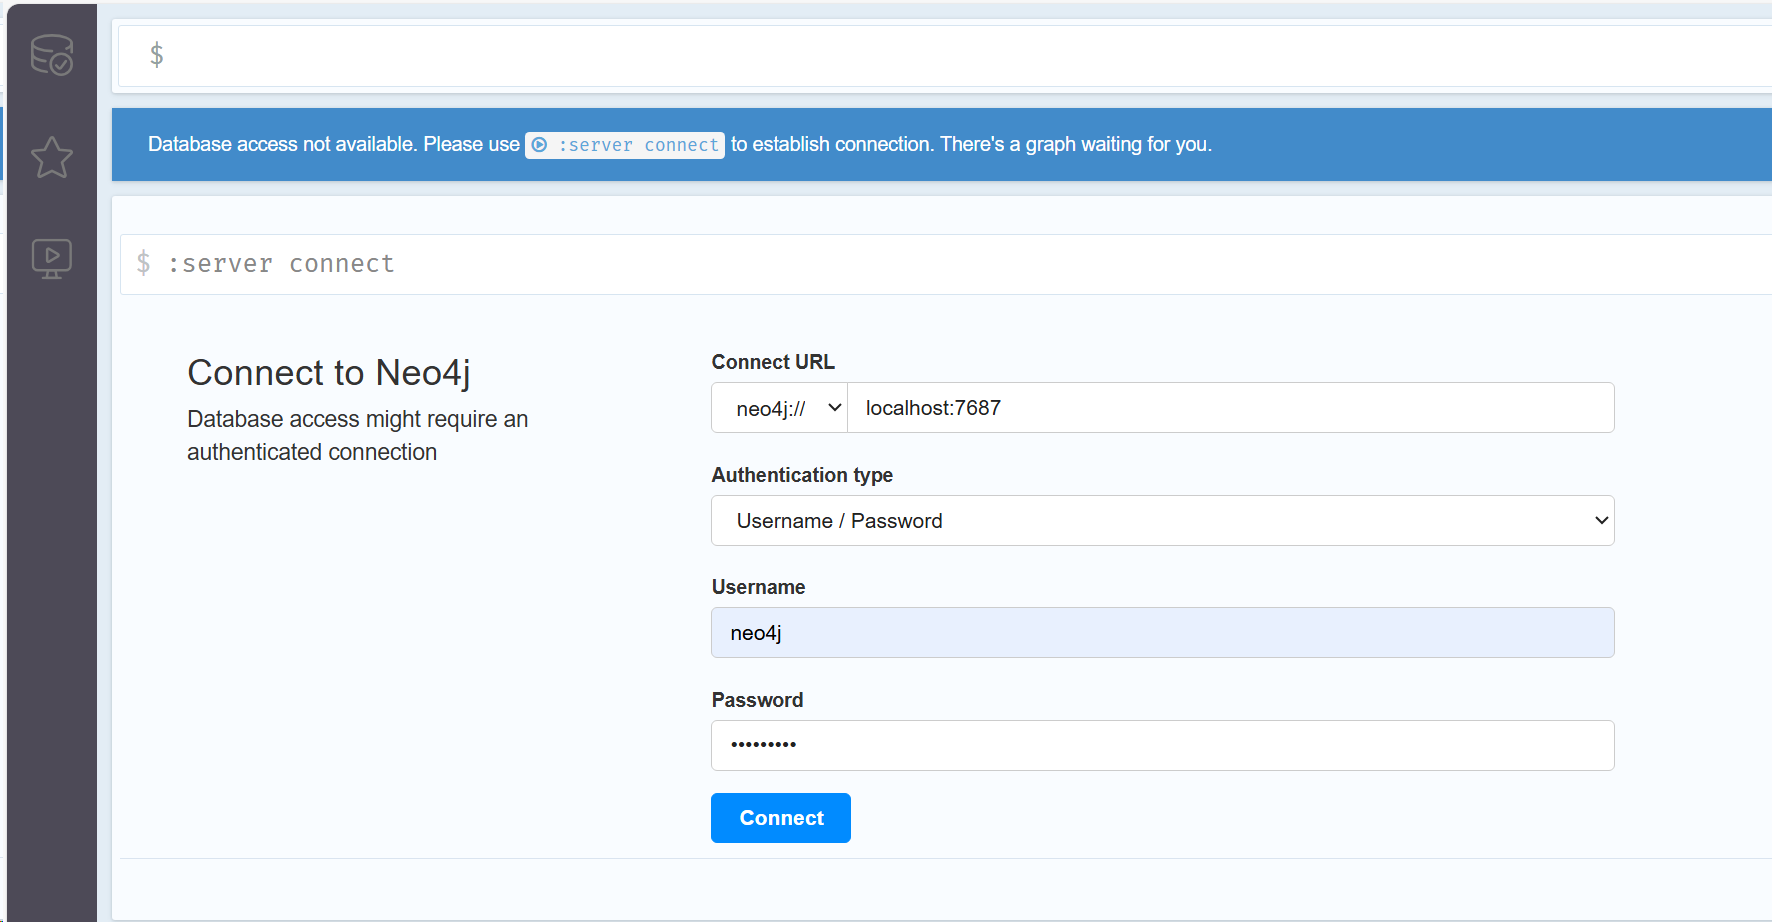 $
Database access not available. Please use :server connect to establish connection. There's a graph waiting for you.
$ :server connect
Connect to Neo4j
Database access might require an
authenticated connection
Connect URL
neo4j:// localhost:7687
Authentication type
Username / Password
Username
neo4j
Password
•••••••••
Connect